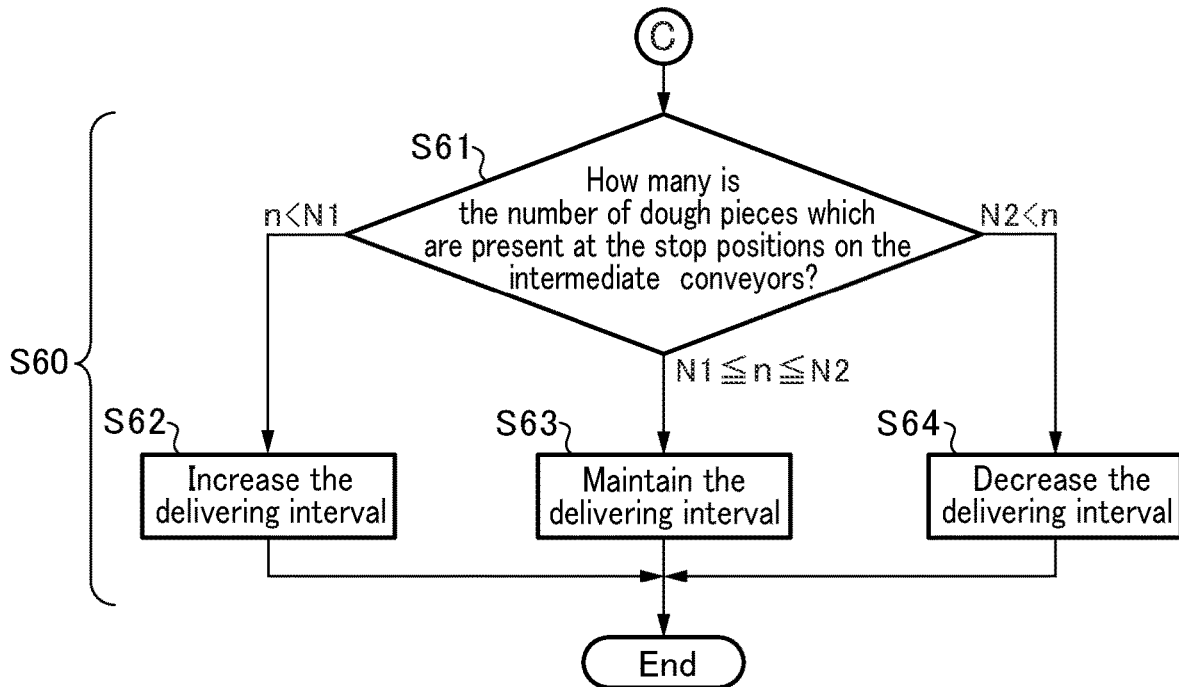 C
S61
How many is
the number of dough pieces which
are present at the stop positions on the
intermediate conveyors?
n<N1
N2<n
N1≦n≦N2
S60
S62
Increase the
delivering interval
S63
Maintain the
delivering interval
S64
Decrease the
delivering interval
End